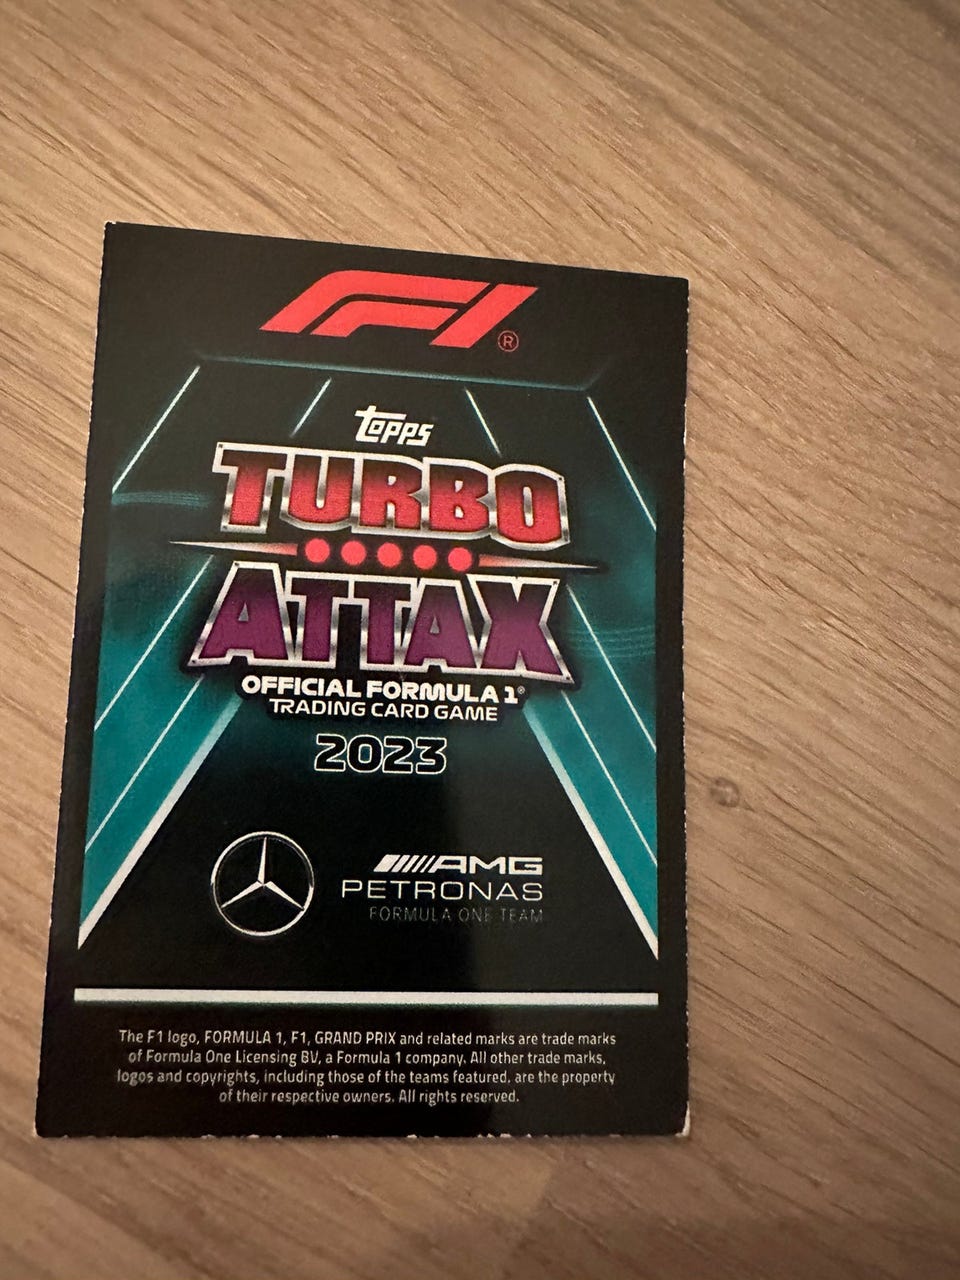 F1®
Topps
TURBO
ATTAX
OFFICIAL FORMULA 1®
TRADING CARD GAME
2023
AMG
PETRONAS
FORMULA ONE TEAM
The F1 logo, FORMULA 1, F1, GRAND PRIX and related marks are trade marks
of Formula One Licensing BV, a Formula 1 company. All other trade marks,
logos and copyrights, including those of the teams featured, are the property
of their respective owners. All rights reserved.